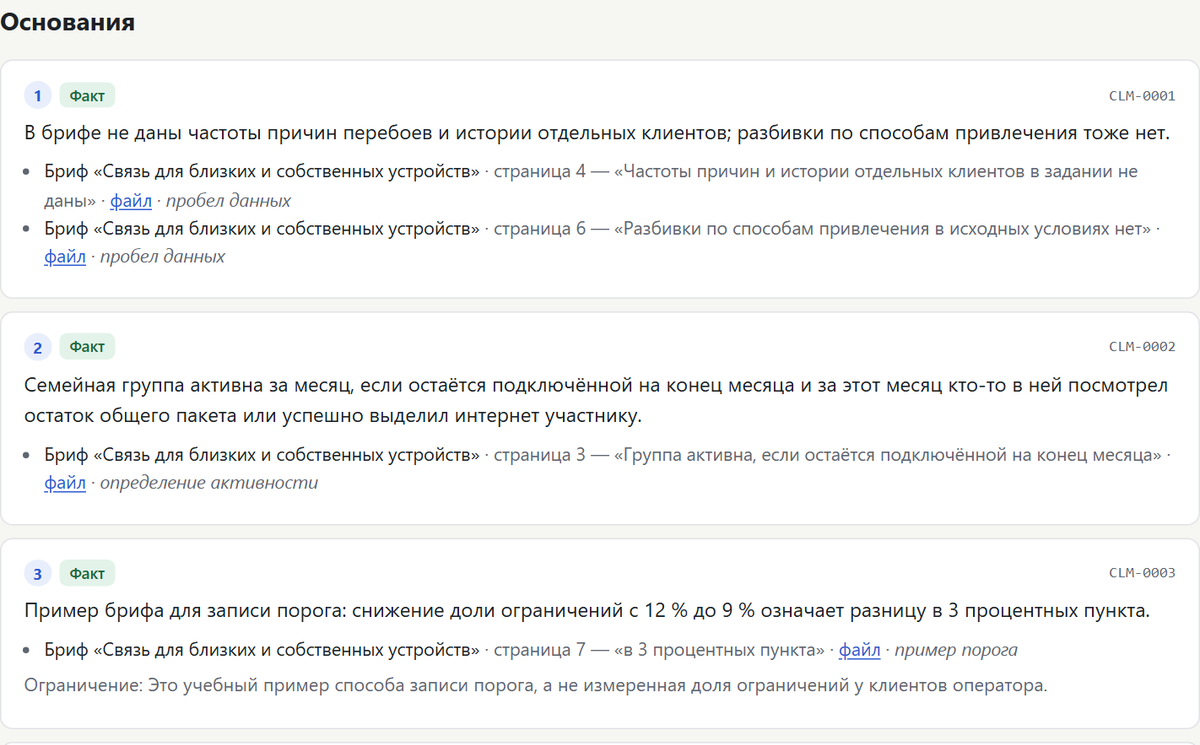 Основания
1 Факт CLM-0001
В брифе не даны частоты причин перебоев и истории отдельных клиентов; разбивки по способам привлечения тоже нет.
• Бриф «Связь для близких и собственных устройств» · страница 4 — «Частоты причин и истории отдельных клиентов в задании не
даны» · файл · пробел данных
• Бриф «Связь для близких и собственных устройств» · страница 6 — «Разбивки по способам привлечения в исходных условиях нет» ·
файл · пробел данных
2 Факт CLM-0002
Семейная группа активна за месяц, если остаётся подключённой на конец месяца и за этот месяц кто-то в ней посмотрел
остаток общего пакета или успешно выделил интернет участнику.
• Бриф «Связь для близких и собственных устройств» · страница 3 — «Группа активна, если остаётся подключённой на конец месяца» ·
файл · определение активности
3 Факт CLM-0003
Пример брифа для записи порога: снижение доли ограничений с 12 % до 9 % означает разницу в 3 процентных пункта.
• Бриф «Связь для близких и собственных устройств» · страница 7 — «в 3 процентных пункта» · файл · пример порога
Ограничение: Это учебный пример способа записи порога, а не измеренная доля ограничений у клиентов оператора.